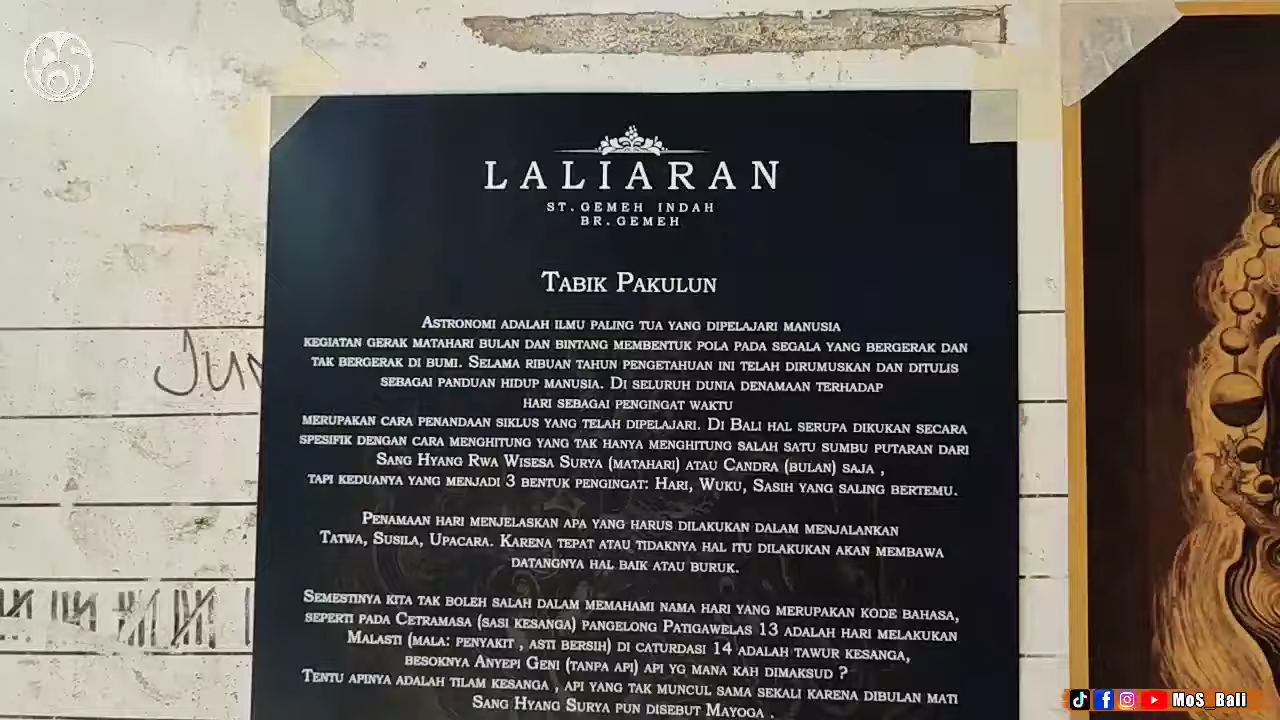 LALIARAN
ST. GEMEH INDAH
BR. GEMEH
TABIK PAKULUN
ASTRONOMI ADALAH ILMU PALING TUA YANG DIPELAJARI MANUSIA
KEGIATAN GERAK MATAHARI BULAN DAN BINTANG MEMBENTUK POLA PADA SEGALA YANG BERGERAK DAN
TAK BERGERAK DI BUMI. SELAMA RIBUAN TAHUN PENGETAHUAN INI TELAH DIRUMUSKAN DAN DITULIS
SEBAGAI PANDUAN HIDUP MANUSIA. DI SELURUH DUNIA DENAMAAN TERHADAP
HARI SEBAGAI PENGINGAT WAKTU
MERUPAKAN CARA PENANDAAN SIKLUS YANG TELAH DIPELAJARI. DI BALI HAL SERUPA DIKUKAN SECARA
SPESIFIK DENGAN CARA MENGHITUNG YANG TAK HANYA MENGHITUNG SALAH SATU SUMBU PUTARAN DARI
SANG HYANG RWA WISESA SURYA (MATAHARI) ATAU CANDRA (BULAN) SAJA ,
TAPI KEDUANYA YANG MENJADI 3 BENTUK PENGINGAT: HARI, WUKU, SASIH YANG SALING BERTEMU.
PENAMAAN HARI MENJELASKAN APA YANG HARUS DILAKUKAN DALAM MENJALANKAN
TATWA, SUSILA, UPACARA. KARENA TEPAT ATAU TIDAKNYA HAL ITU DILAKUKAN AKAN MEMBAWA
DATANGNYA HAL BAIK ATAU BURUK.
SEMESTINYA KITA TAK BOLEH SALAH DALAM MEMAHAMI NAMA HARI YANG MERUPAKAN KODE BAHASA,
SEPERTI PADA CETRAMASA (SASI KESANGA) PANGELONG PATIGAWELAS 13 ADALAH HARI MELAKUKAN
MALASTI (MALA: PENYAKIT , ASTI BERSIH) DI CATURDASI 14 ADALAH TAWUR KESANGA,
BESOKNYA ANYEPI GENI (TANPA API) API YG MANA KAH DIMAKSUD ?
TENTU APINYA ADALAH TILAM KESANGA , API YANG TAK MUNCUL SAMA SEKALI KARENA DIBULAN MATI
SANG HYANG SURYA PUN DISEBUT MAYOGA .
MoS_Bali